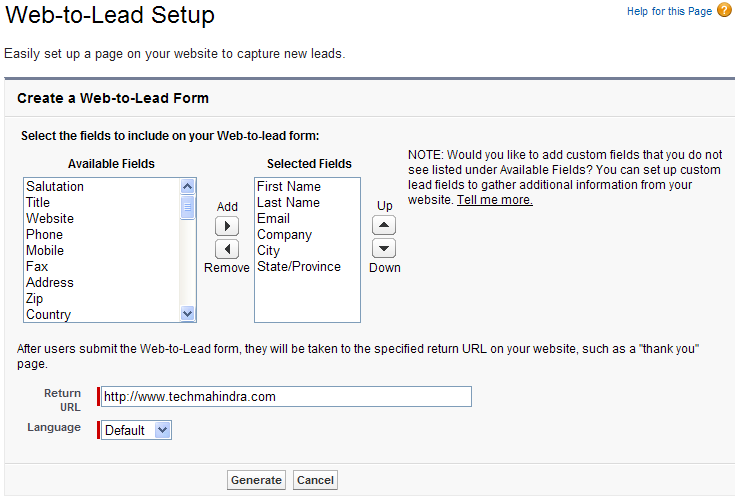 Web-to-Lead Setup
Help for this Page ?
Easily set up a page on your website to capture new leads.
Create a Web-to-Lead Form
Select the fields to include on your Web-to-lead form:
Available Fields
Salutation
Title
Website
Phone
Mobile
Fax
Address
Zip
Country
Add
Remove
Selected Fields
First Name
Last Name
Email
Company
City
State/Province
Up
Down
NOTE: Would you like to add custom fields that you do not
see listed under Available Fields? You can set up custom
lead fields to gather additional information from your
website. Tell me more.
After users submit the Web-to-Lead form, they will be taken to the specified return URL on your website, such as a "thank you"
page.
Return
URL
http://www.techmahindra.com
Language
Default
Generate
Cancel